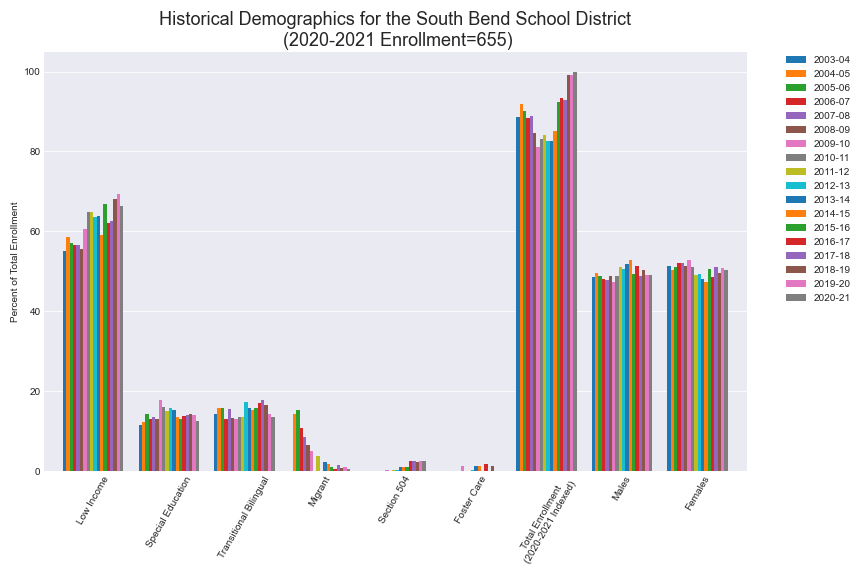 Historical Demographics for the South Bend School District
(2020-2021 Enrollment=655)
Percent of Total Enrollment
100
80
60
40
20
0
Low Income
Special Education
Transitional Bilingual
Migrant
Section 504
Foster Care
Total Enrollment
(2020-2021 Indexed)
Males
Females
2003-04
2004-05
2005-06
2006-07
2007-08
2008-09
2009-10
2010-11
2011-12
2012-13
2013-14
2014-15
2015-16
2016-17
2017-18
2018-19
2019-20
2020-21